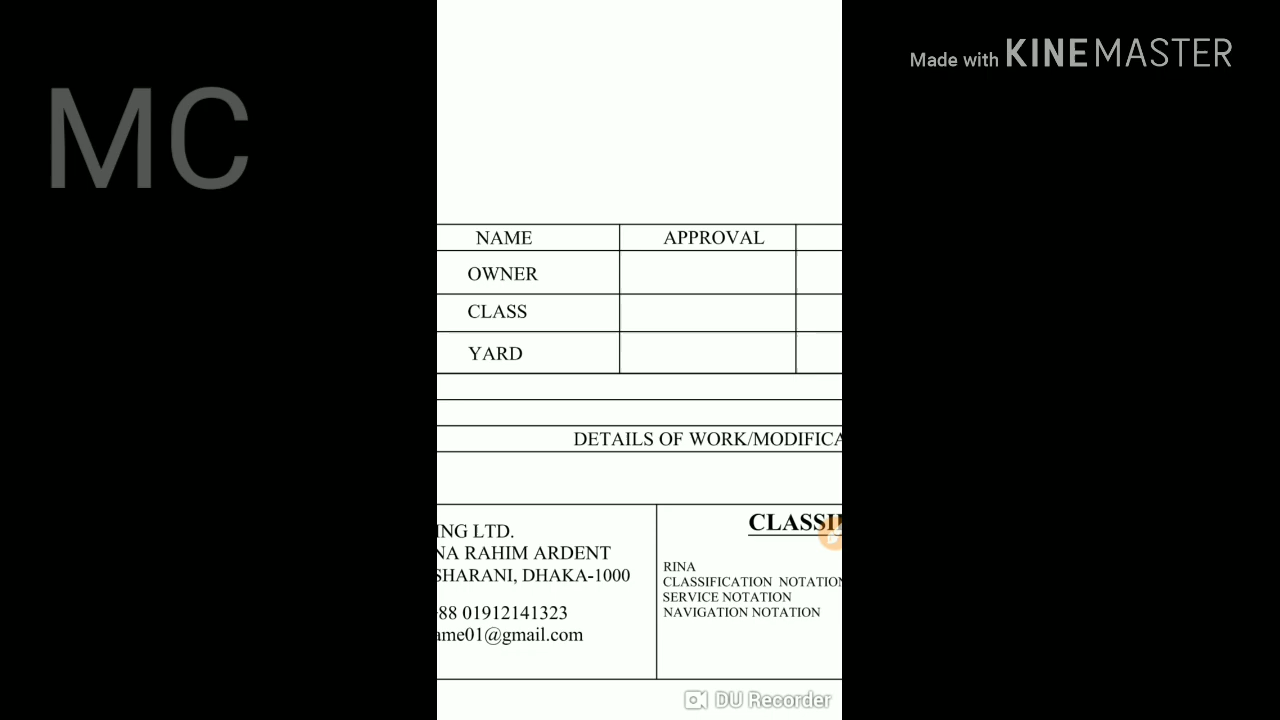 Made with KINEMASTER
MC
NAME APPROVAL
OWNER
CLASS
YARD
DETAILS OF WORK/MODIFICA
ING LTD.
NA RAHIM ARDENT
SHARANI, DHAKA-1000
88 01912141323
ame01@gmail.com
CLASSI
RINA
CLASSIFICATION NOTATION
SERVICE NOTATION
NAVIGATION NOTATION
DU Recorder